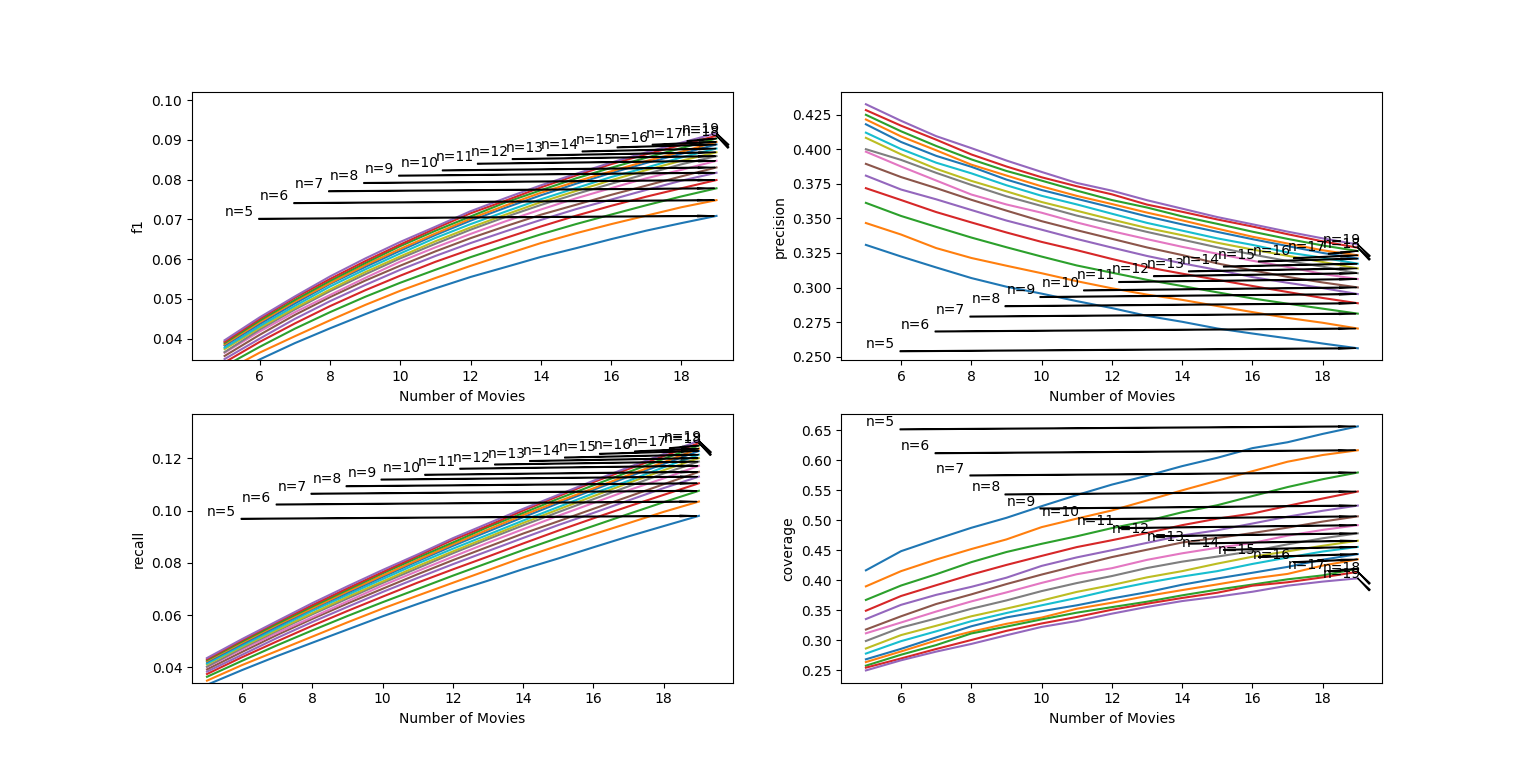 f1
0.10
0.09
0.08
0.07
0.06
0.05
0.04
n=5
n=6
n=7
n=8
n=9
n=10
n=11
n=12
n=13
n=14
n=15
n=16
n=17
n=18
n=19
6 8 10 12 14 16 18
Number of Movies
precision
0.425
0.400
0.375
0.350
0.325
0.300
0.275
0.250
n=5
n=6
n=7
n=8
n=9
n=10
n=11
n=12
n=13
n=14
n=15
n=16
n=17
n=18
n=19
6 8 10 12 14 16 18
Number of Movies
recall
0.12
0.10
0.08
0.06
0.04
n=5
n=6
n=7
n=8
n=9
n=10
n=11
n=12
n=13
n=14
n=15
n=16
n=17
n=18
n=19
6 8 10 12 14 16 18
Number of Movies
coverage
0.65
0.60
0.55
0.50
0.45
0.40
0.35
0.30
0.25
n=5
n=6
n=7
n=8
n=9
n=10
n=11
n=12
n=13
n=14
n=15
n=16
n=17
n=18
n=19
6 8 10 12 14 16 18
Number of Movies